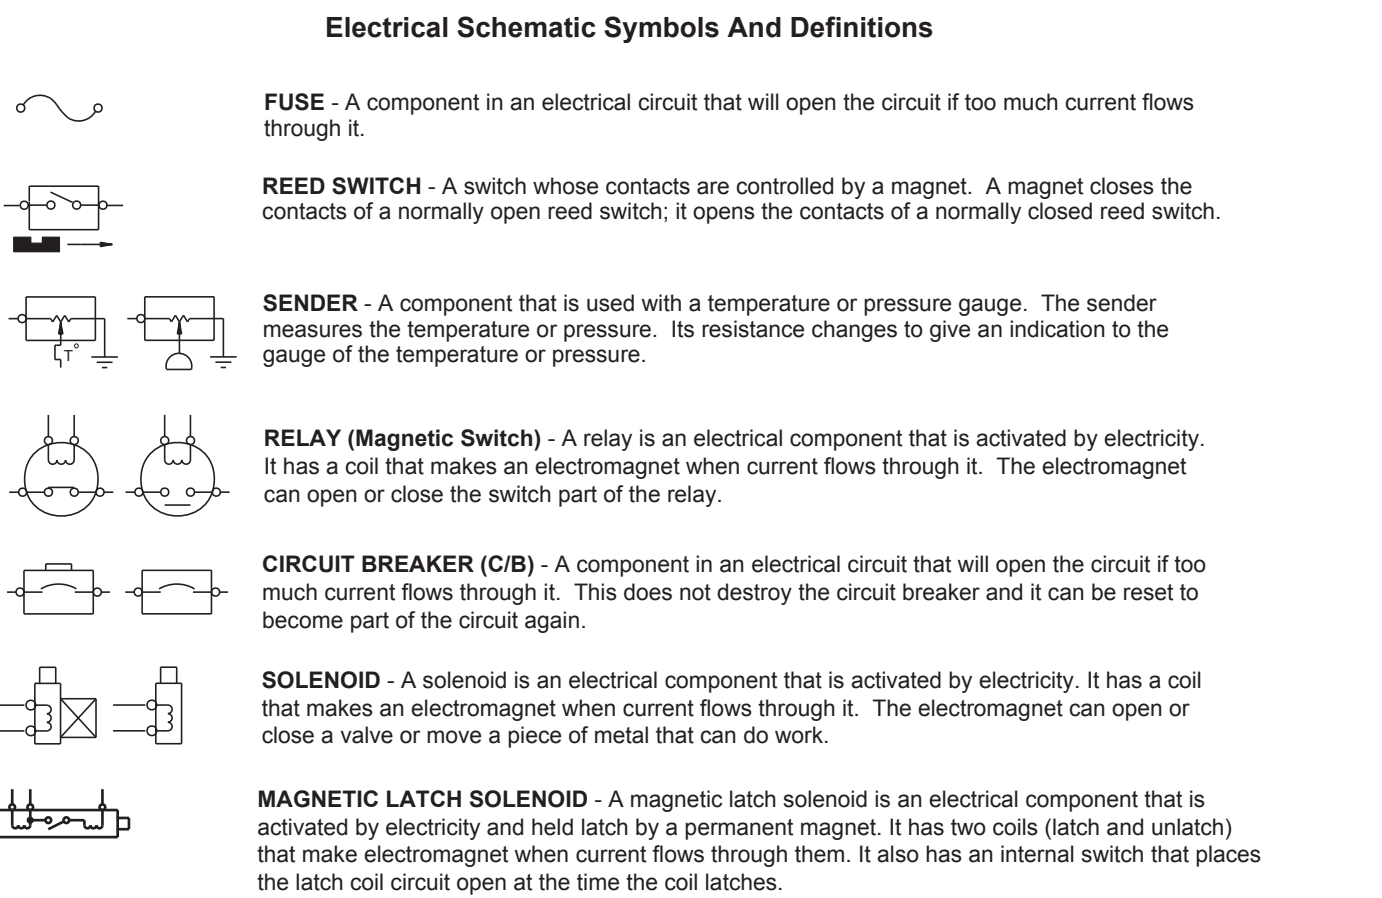 Electrical Schematic Symbols And Definitions
FUSE - A component in an electrical circuit that will open the circuit if too much current flows
through it.
REED SWITCH - A switch whose contacts are controlled by a magnet.  A magnet closes the
contacts of a normally open reed switch; it opens the contacts of a normally closed reed switch.
SENDER - A component that is used with a temperature or pressure gauge.  The sender
measures the temperature or pressure.  Its resistance changes to give an indication to the
gauge of the temperature or pressure.
T°
RELAY (Magnetic Switch) - A relay is an electrical component that is activated by electricity.
It has a coil that makes an electromagnet when current flows through it.  The electromagnet
can open or close the switch part of the relay.
CIRCUIT BREAKER (C/B) - A component in an electrical circuit that will open the circuit if too
much current flows through it.  This does not destroy the circuit breaker and it can be reset to
become part of the circuit again.
SOLENOID - A solenoid is an electrical component that is activated by electricity. It has a coil
that makes an electromagnet when current flows through it.  The electromagnet can open or
close a valve or move a piece of metal that can do work.
MAGNETIC LATCH SOLENOID - A magnetic latch solenoid is an electrical component that is
activated by electricity and held latch by a permanent magnet. It has two coils (latch and unlatch)
that make electromagnet when current flows through them. It also has an internal switch that places
the latch coil circuit open at the time the coil latches.